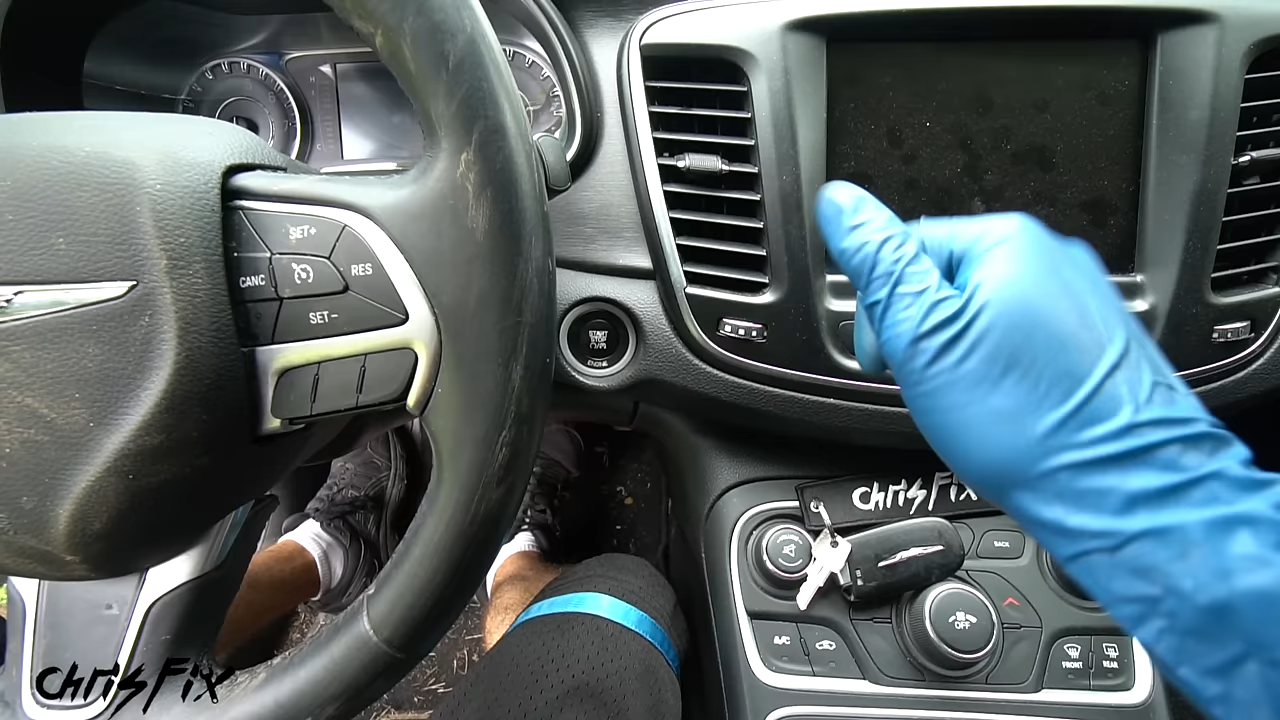 SET+
CANC
RES
SET-
START
STOP
ENGINE
chrisFix
BACK
OFF
A/C
FRONT
REAR
chrisFix